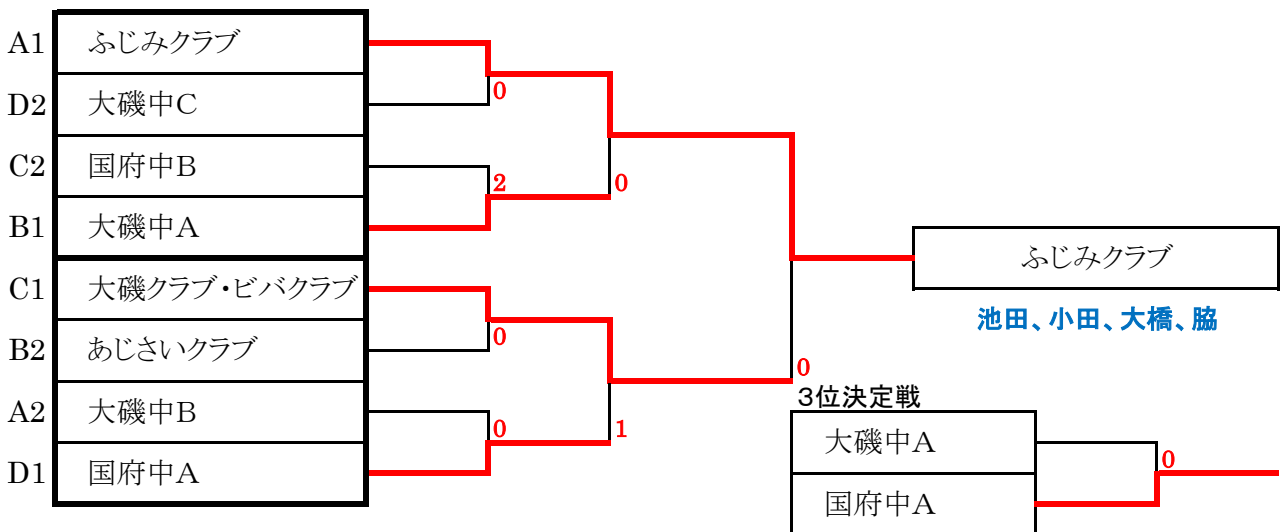 A1 ふじみクラブ
0
D2 大磯中C
C2 国府中B
2 0
B1 大磯中A
ふじみクラブ
C1 大磯クラブ・ビバクラブ
池田、小田、大橋、脇
0
B2 あじさいクラブ
0
3位決定戦
A2 大磯中B
0 1
大磯中A
0
D1 国府中A
国府中A